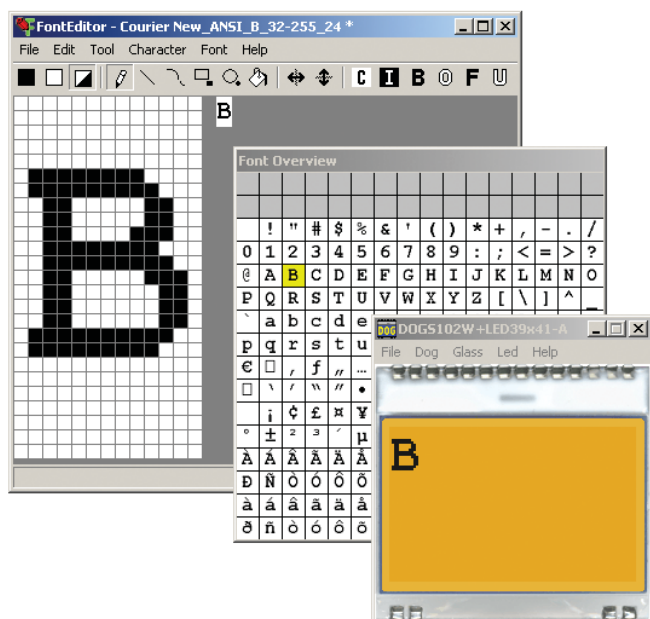 FontEditor - Courier New_ANSI_B_32-255_24 *
File Edit Tool Character Font Help
C I B O F U
B
Font Overview
! " # $ % & ' ( ) * + , - . /
0 1 2 3 4 5 6 7 8 9 : ; < = > ?
@ A B C D E F G H I J K L M N O
P Q R S T U V W X Y Z [ \ ] ^ _
` a b c d e
p q r s t u
€ □ , ƒ „ …
□ ‘ ’ “ ” •
¡ ¢ £ ¤ ¥
° ± ² ³ ´ µ
À Á Â Ã Ä Å
Ð Ñ Ò Ó Ô Õ
à á â ã ä å
ð ñ ò ó ô õ
DOG DOGS102W+LED39x41-A
File Dog Glass Led Help
B